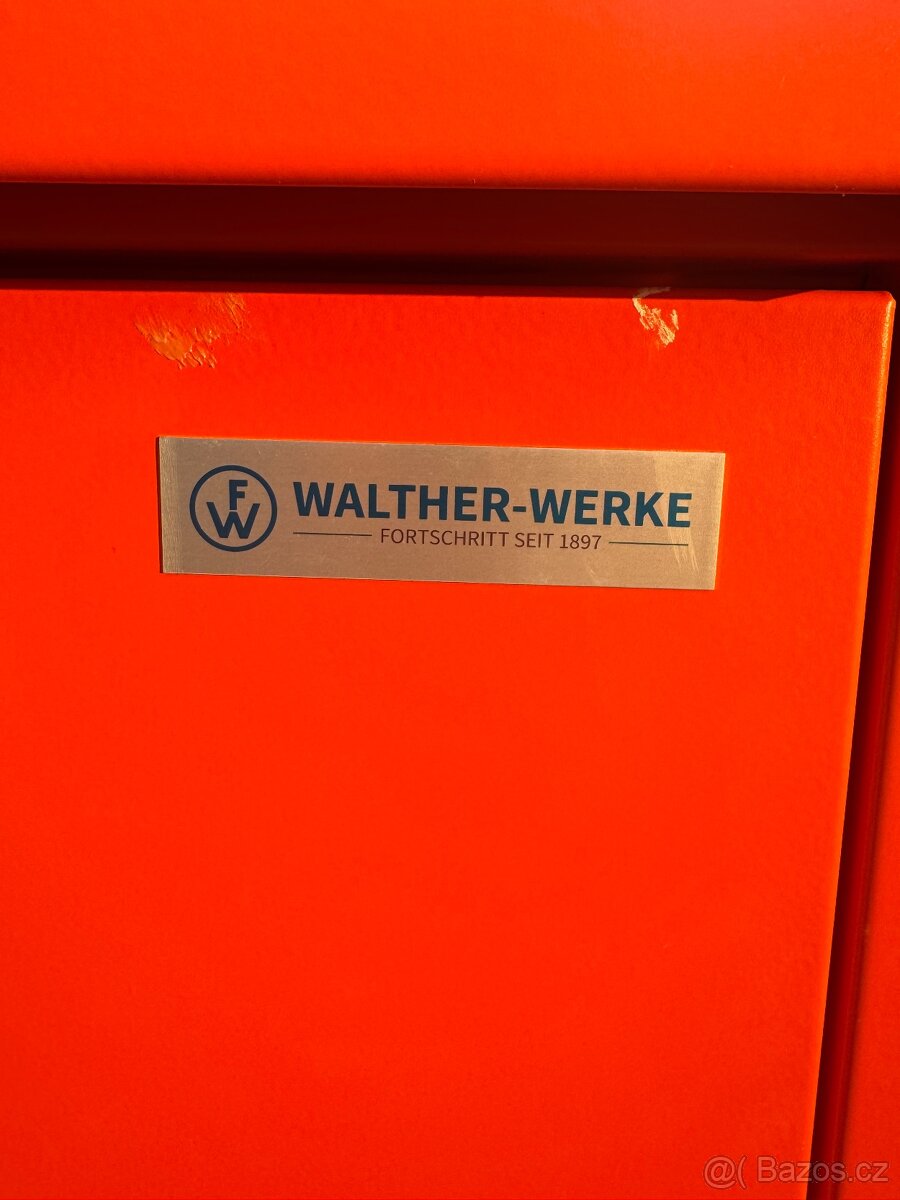 FW
WALTHER-WERKE
FORTSCHRITT SEIT 1897
@( Bazos.cz